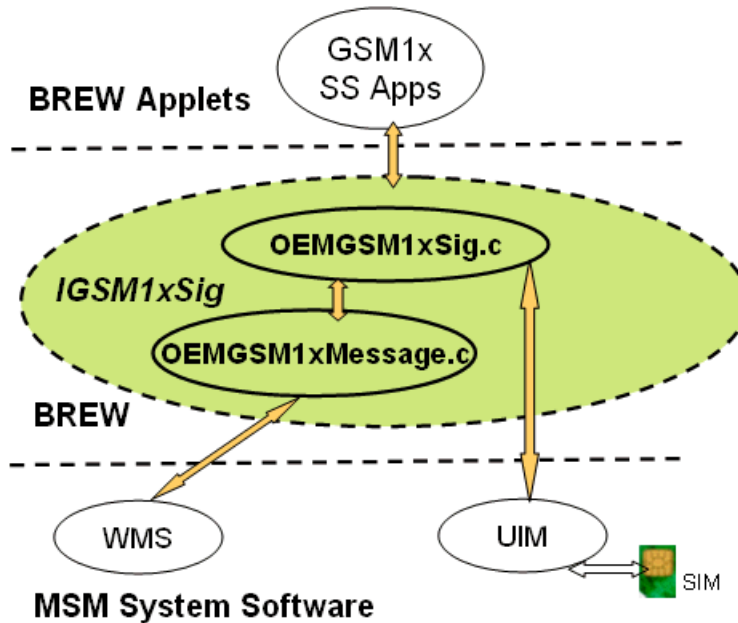 GSM1x
SS Apps
BREW Applets
OEMGSM1xSig.c
IGSM1xSig
OEMGSM1xMessage.c
BREW
WMS
UIM
SIM
MSM System Software